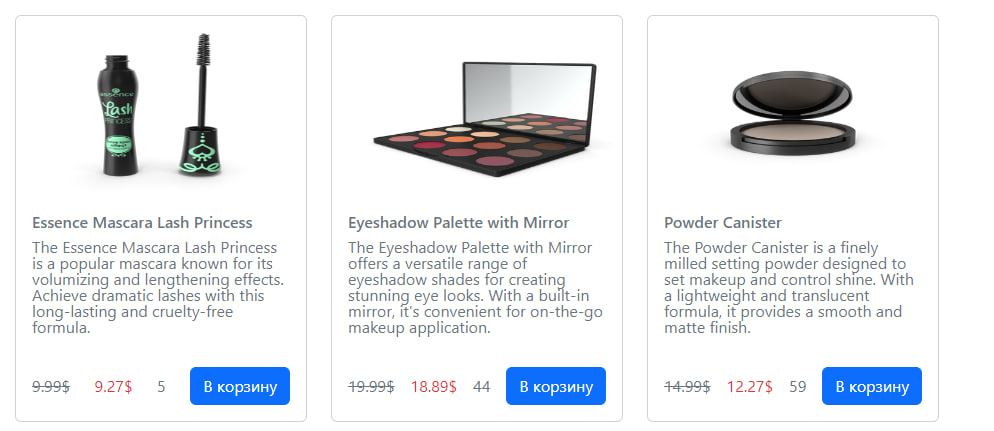 essence
Lash
PRINCESS
Essence Mascara Lash Princess
The Essence Mascara Lash Princess
is a popular mascara known for its
volumizing and lengthening effects.
Achieve dramatic lashes with this
long-lasting and cruelty-free
formula.
9.99$ 9.27$ 5 В корзину
Eyeshadow Palette with Mirror
The Eyeshadow Palette with Mirror
offers a versatile range of
eyeshadow shades for creating
stunning eye looks. With a built-in
mirror, it's convenient for on-the-go
makeup application.
19.99$ 18.89$ 44 В корзину
Powder Canister
The Powder Canister is a finely
milled setting powder designed to
set makeup and control shine. With
a lightweight and translucent
formula, it provides a smooth and
matte finish.
14.99$ 12.27$ 59 В корзину